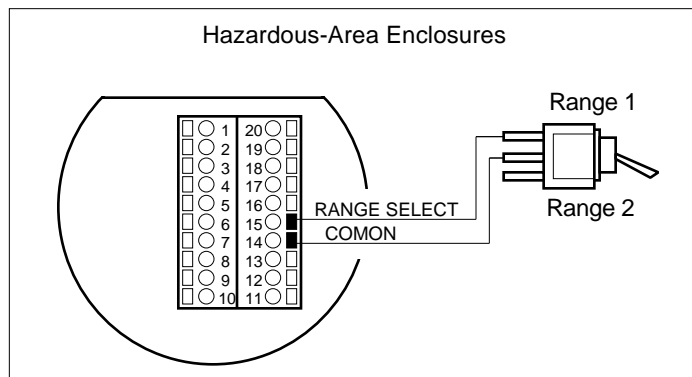 Hazardous-Area Enclosures
Range 1
1 20
2 19
3 18
4 17
5 16
RANGE SELECT
6 15
Range 2
COMON
7 14
8 13
9 12
10 11